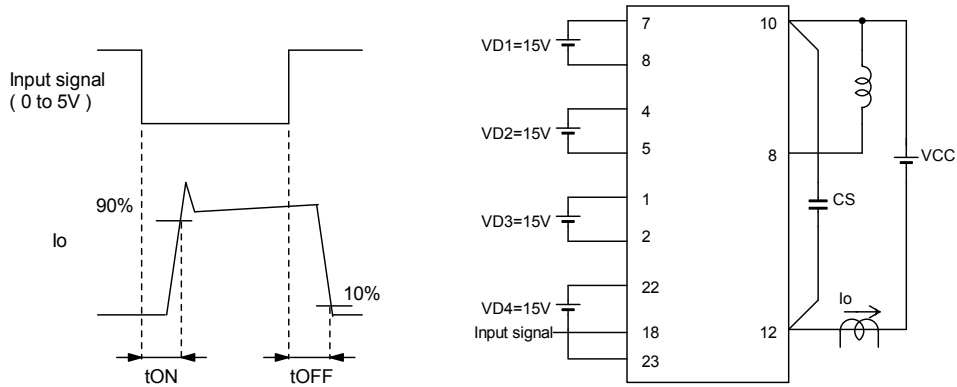 Input signal
( 0 to 5V )
90%
Io
10%
tON
tOFF
VD1=15V
7
8
VD2=15V
4
5
VD3=15V
1
2
VD4=15V
22
Input signal
18
23
10
8
12
VCC
CS
Io